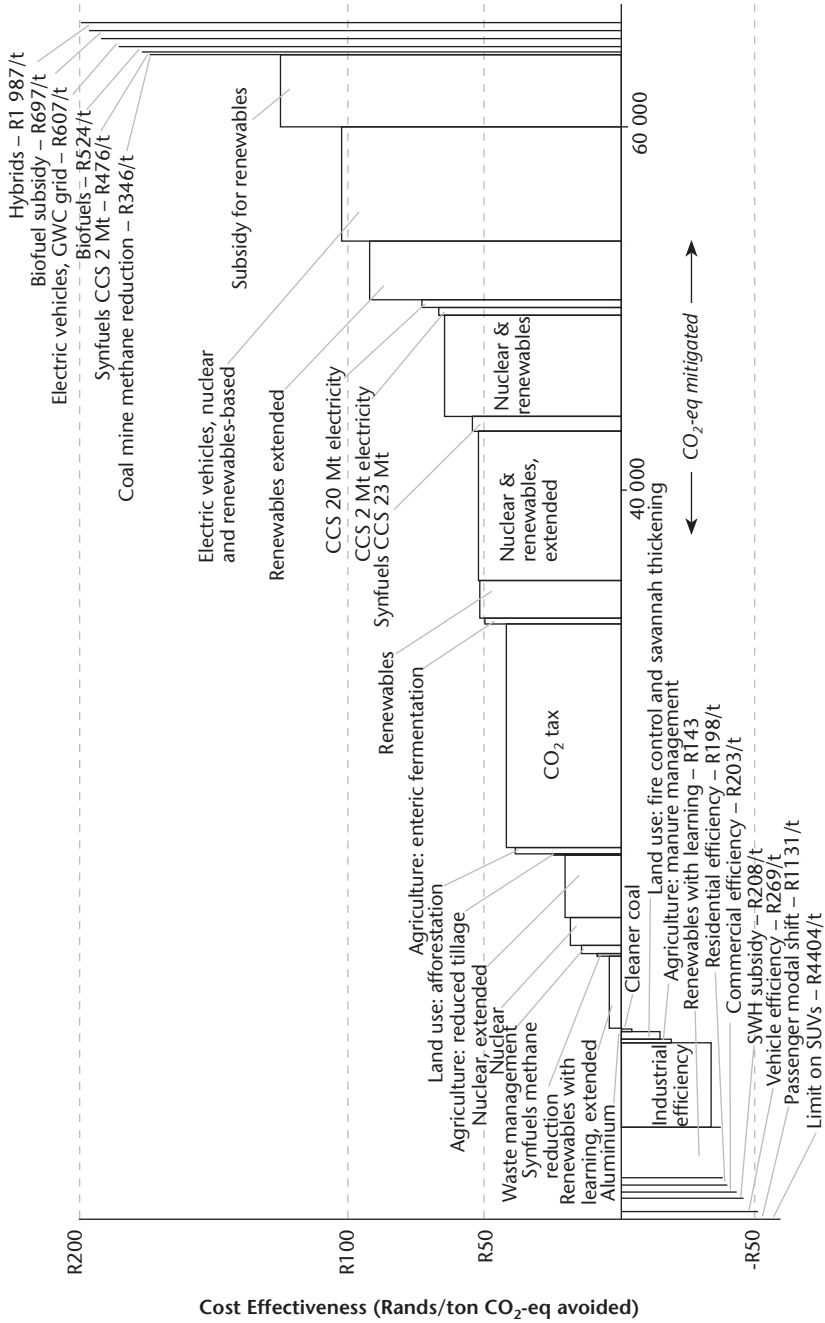 Cost Effectiveness (Rands/ton CO₂-eq avoided)
R200
R100
R50
-R50
Limit on SUVs – R4404/t
Passenger modal shift – R1131/t
Vehicle efficiency – R269/t
SWH subsidy – R208/t
Commercial efficiency – R203/t
Residential efficiency – R198/t
Renewables with learning – R143
Industrial
efficiency
Agriculture: manure management
Land use: fire control and savannah thickening
Cleaner coal
Aluminium
Renewables with
learning, extended
Synfuels methane
reduction
Waste management
Nuclear
Nuclear, extended
Agriculture: reduced tillage
Land use: afforestation
CO₂ tax
Agriculture: enteric fermentation
Renewables
Nuclear &
renewables,
extended
Synfuels CCS 23 Mt
Nuclear &
renewables
CCS 2 Mt electricity
CCS 20 Mt electricity
Renewables extended
Electric vehicles, nuclear
and renewables-based
Subsidy for renewables
Coal mine methane reduction – R346/t
Synfuels CCS 2 Mt – R476/t
Biofuels – R524/t
Electric vehicles, GWC grid – R607/t
Biofuel subsidy – R697/t
Hybrids – R1 987/t
40 000
60 000
CO₂-eq mitigated